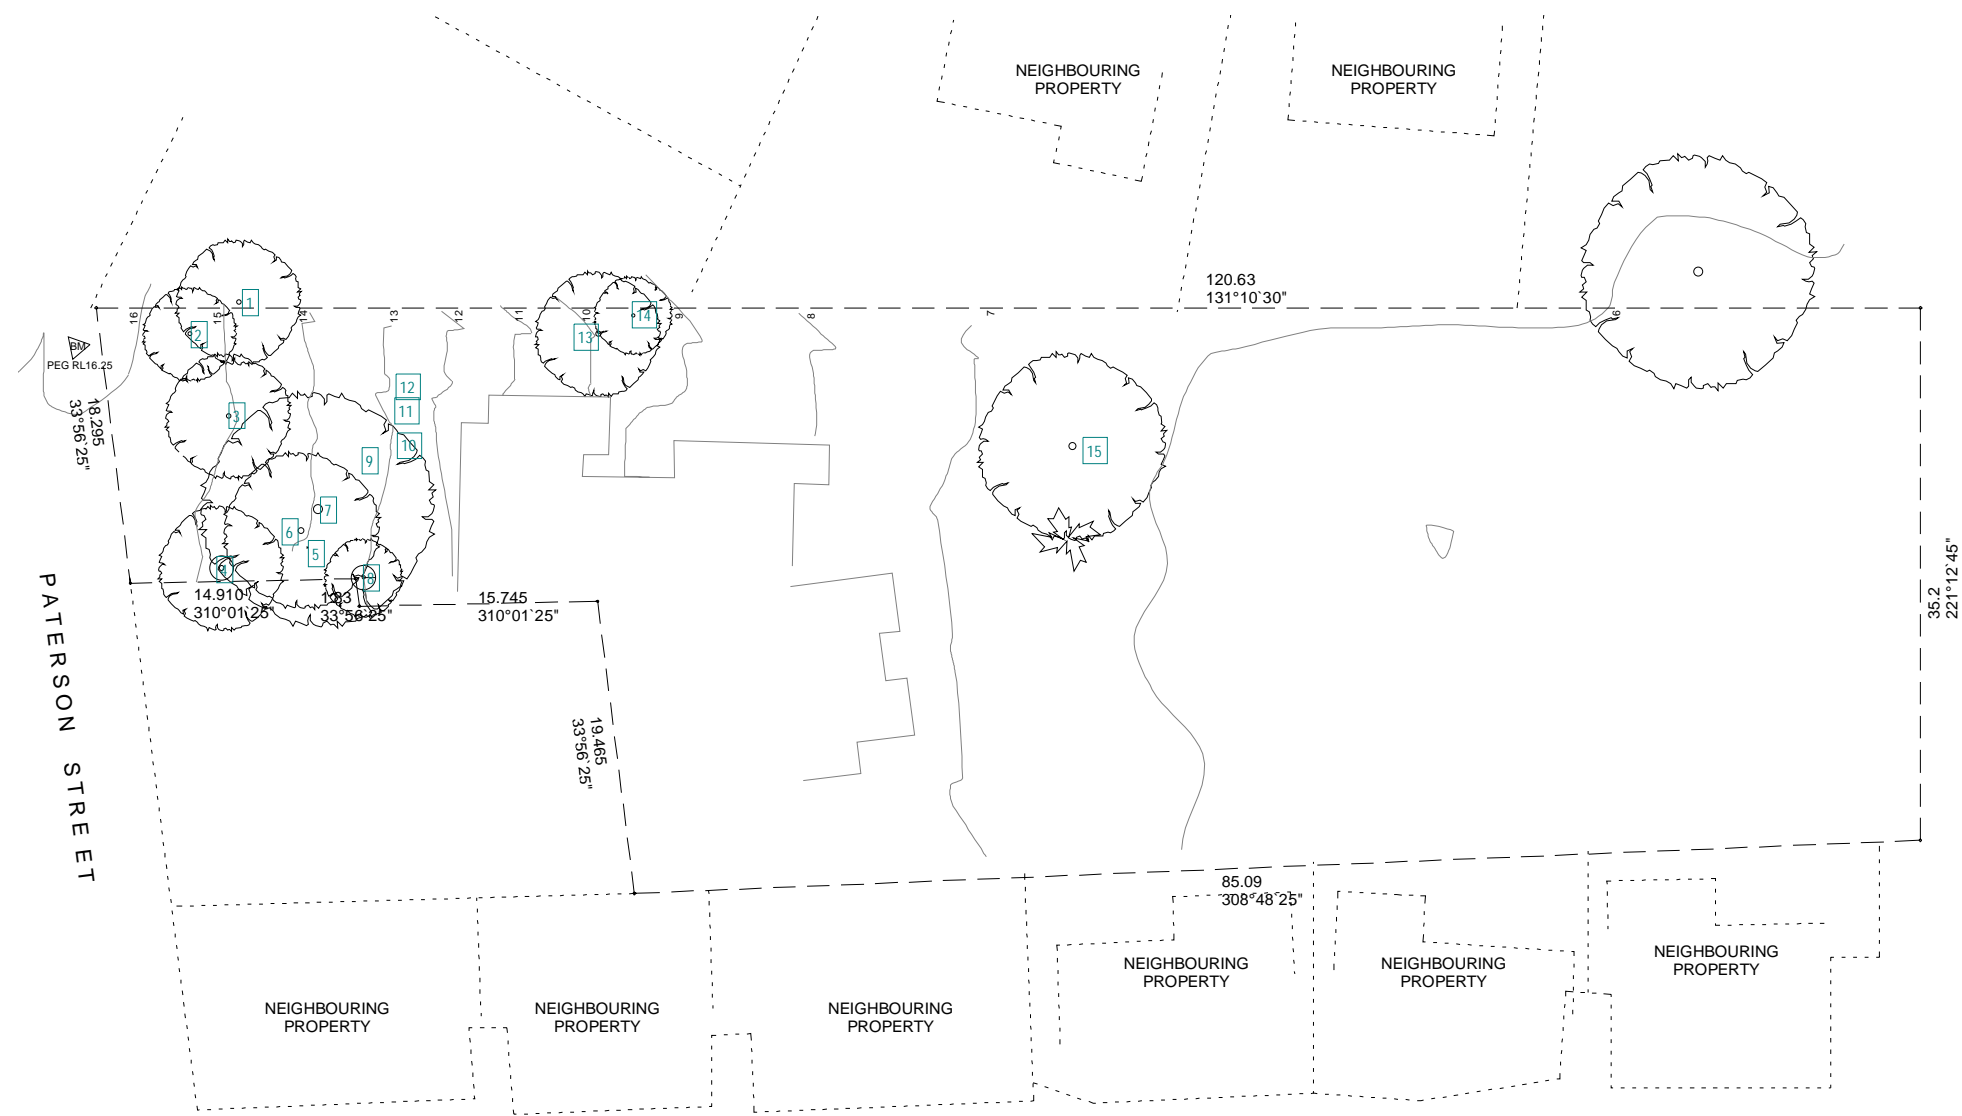 NEIGHBOURING
PROPERTY
NEIGHBOURING
PROPERTY
120.63
131°10`30"
1
2
16
15
14
13
12
11
10
9
8
7
6
13
14
BM
PEG RL16.25
18.295
33°56`25"
3
12
11
10
9
15
7
6
5
4
8
14.910
310°01`25"
1.83
33°56`25"
15.745
310°01`25"
35.2
221°12`45"
PATERSON STREET
19.465
33°56`25"
85.09
308°48`25"
NEIGHBOURING
PROPERTY
NEIGHBOURING
PROPERTY
NEIGHBOURING
PROPERTY
NEIGHBOURING
PROPERTY
NEIGHBOURING
PROPERTY
NEIGHBOURING
PROPERTY